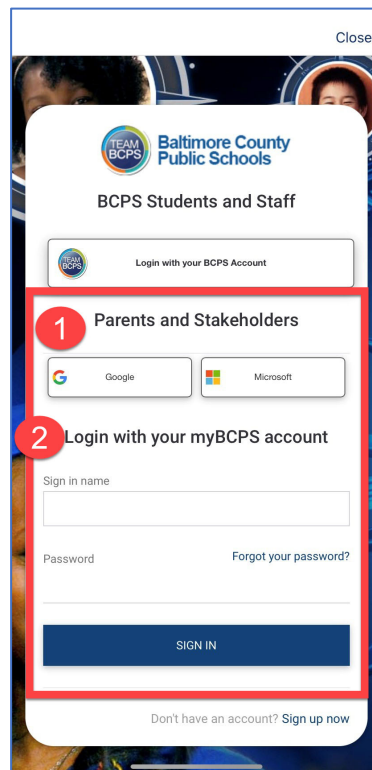 Close
TEAM
BCPS
Baltimore County
Public Schools
BCPS Students and Staff
TEAM
BCPS
Login with your BCPS Account
1
Parents and Stakeholders
Google
Microsoft
2
Login with your myBCPS account
Sign in name
Password
Forgot your password?
SIGN IN
Don't have an account? Sign up now